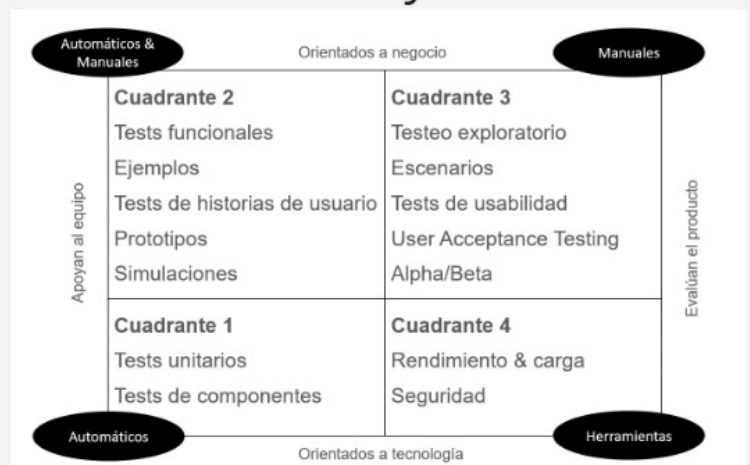 Automáticos &
Manuales
Orientados a negocio
Manuales
Cuadrante 2
Tests funcionales
Ejemplos
Tests de historias de usuario
Prototipos
Simulaciones
Cuadrante 3
Testeo exploratorio
Escenarios
Tests de usabilidad
User Acceptance Testing
Alpha/Beta
Apoyan al equipo
Evalúan el producto
Cuadrante 1
Tests unitarios
Tests de componentes
Cuadrante 4
Rendimiento & carga
Seguridad
Automáticos
Orientados a tecnología
Herramientas